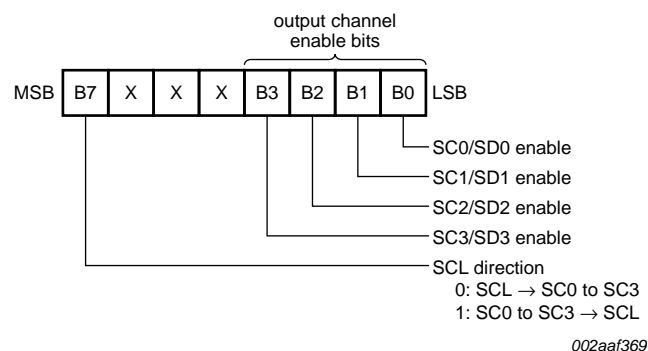 output channel
enable bits
MSB B7 X X X B3 B2 B1 B0 LSB
SC0/SD0 enable
SC1/SD1 enable
SC2/SD2 enable
SC3/SD3 enable
SCL direction
0: SCL → SC0 to SC3
1: SC0 to SC3 → SCL
002aaf369